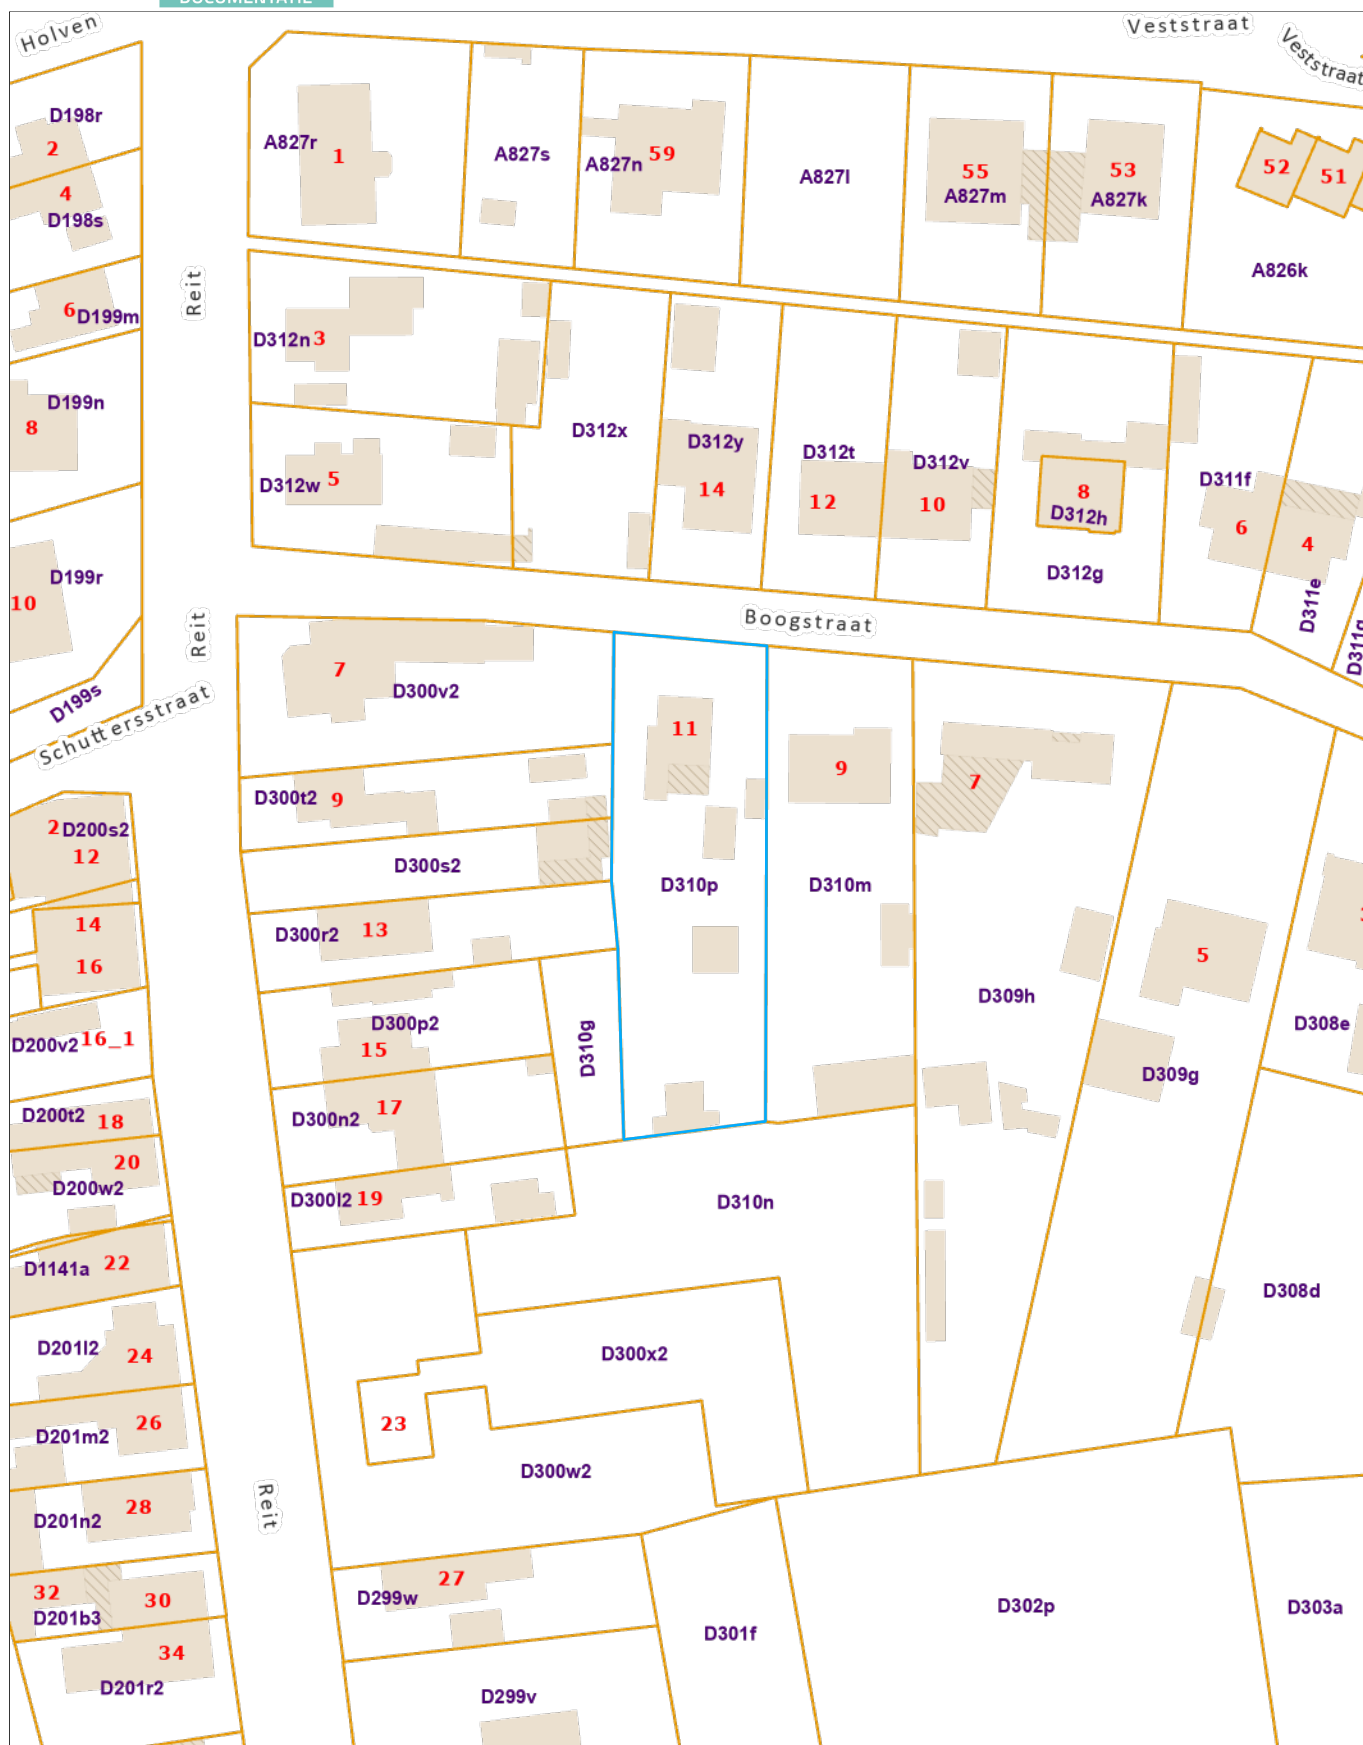 DOCUMENTATIE
Holven
Veststraat
Veststraat
D198r
2
A827r
1
A827s
A827n
59
A827l
55
A827m
53
A827k
52
51
4
D198s
A826k
Reit
6
D199m
D312n
3
D199n
8
D312x
D312y
14
D312t
12
D312v
10
8
D312h
D311f
6
4
D312w
5
D199r
10
D312g
D311e
Boogstraat
Reit
D199s
Schuttersstraat
7
D300v2
11
9
7
D300t2
9
2
D200s2
12
D300s2
D310p
D310m
14
D300r2
13
16
5
D309h
D300p2
15
D310g
D308e
D200v2
16_1
D309g
D200t2
18
D300n2
17
20
D200w2
D300l2
19
D310n
D1141a
22
D308d
D201l2
24
D300x2
26
D201m2
23
D300w2
Reit
28
D201n2
27
D299w
32
30
D201b3
D302p
D303a
D301f
34
D201r2
D299v